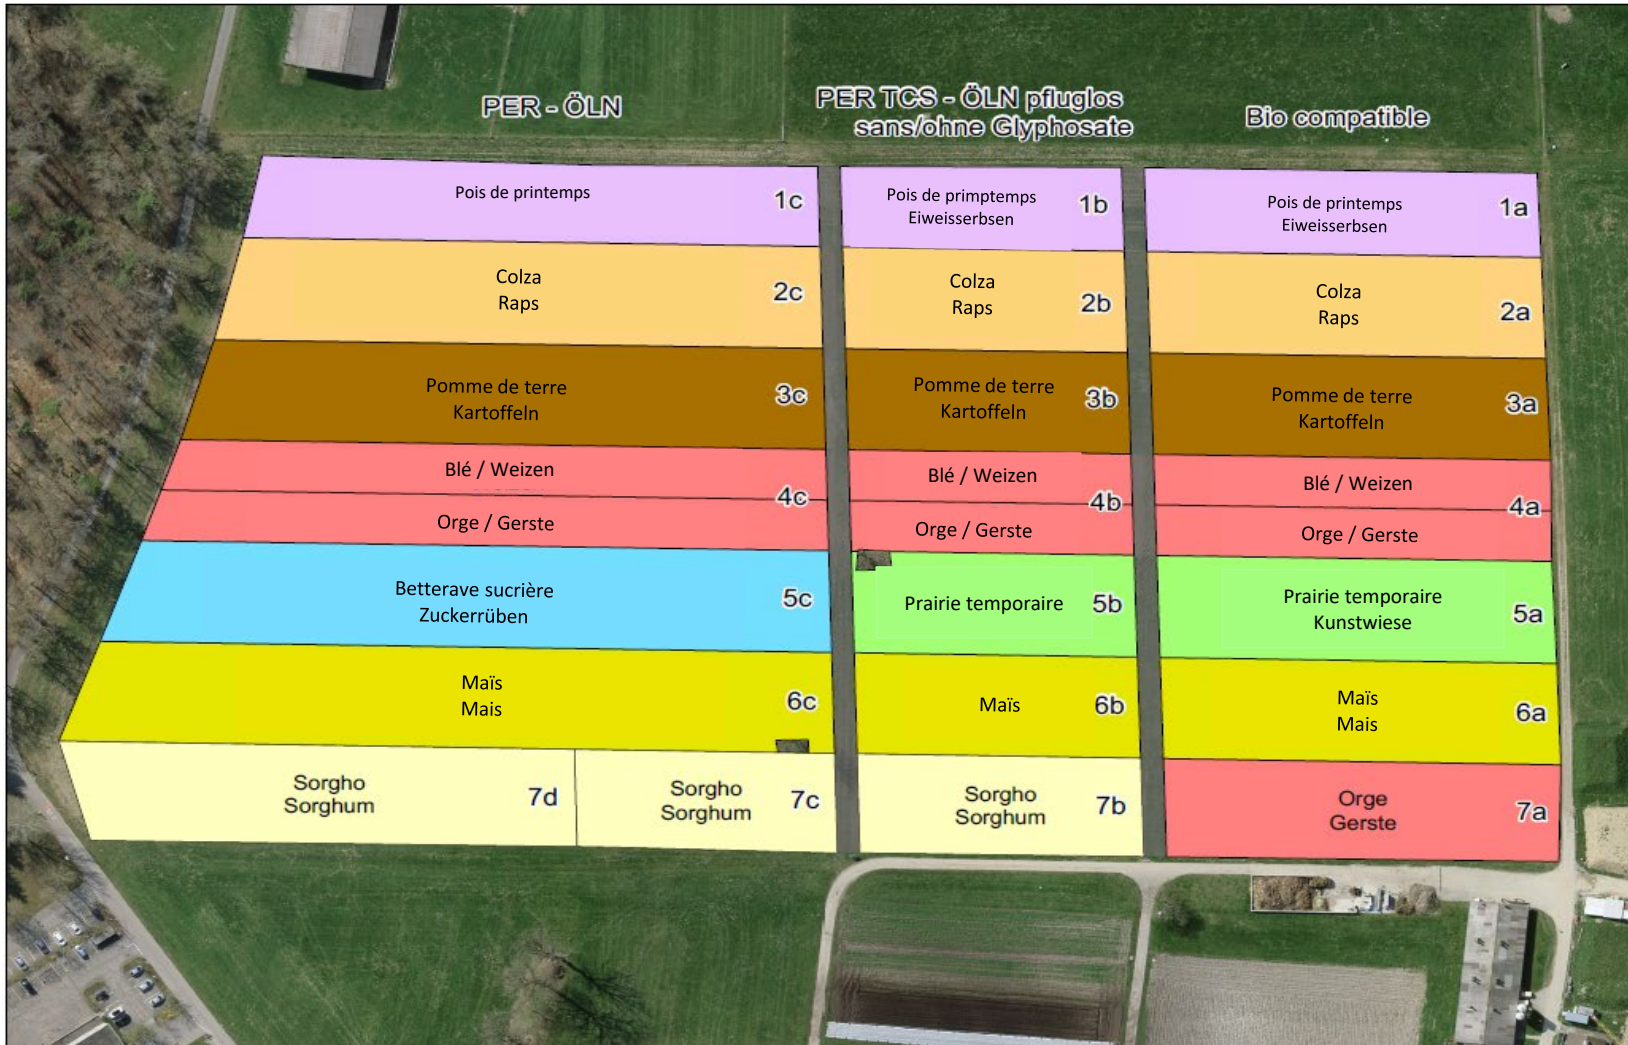 PER - ÖLN
PER TCS - ÖLN pfluglos
sans/ohne Glyphosate
Bio compatible
Pois de printemps
1c
Pois de primptemps
Eiweisserbsen
1b
Pois de printemps
Eiweisserbsen
1a
Colza
Raps
2c
Colza
Raps
2b
Colza
Raps
2a
Pomme de terre
Kartoffeln
3c
Pomme de terre
Kartoffeln
3b
Pomme de terre
Kartoffeln
3a
Blé / Weizen
4c
Orge / Gerste
Blé / Weizen
4b
Orge / Gerste
Blé / Weizen
4a
Orge / Gerste
Betterave sucrière
Zuckerrüben
5c
Prairie temporaire
5b
Prairie temporaire
Kunstwiese
5a
Maïs
Mais
6c
Maïs
6b
Maïs
Mais
6a
Sorgho
Sorghum
7d
Sorgho
Sorghum
7c
Sorgho
Sorghum
7b
Orge
Gerste
7a